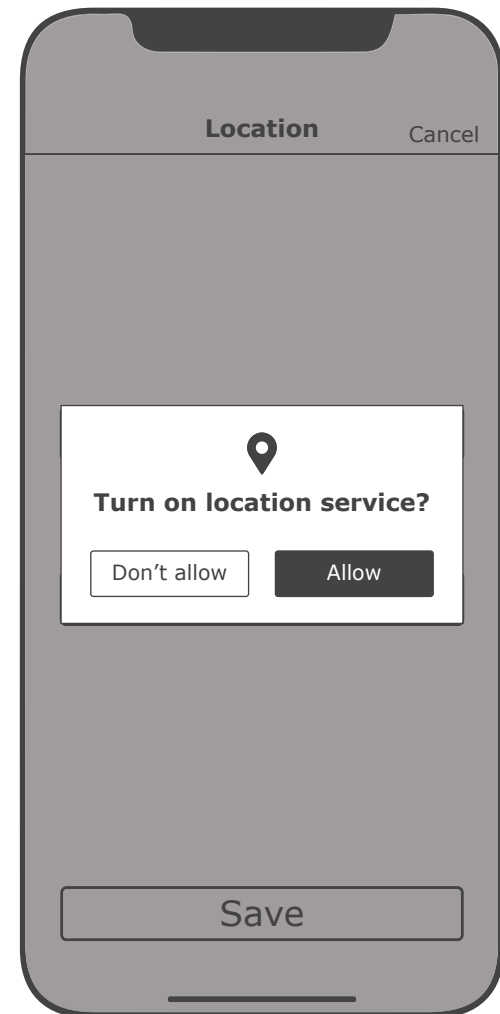 Location
Cancel
Turn on location service?
Don’t allow
Allow
Save